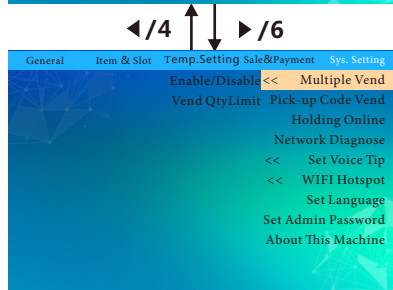 ◀/4 ▶/6
General Item & Slot Temp.Setting Sale&Payment Sys. Setting
Enable/Disable << Multiple Vend
Vend QtyLimit Pick-up Code Vend
Holding Online
Network Diagnose
<< Set Voice Tip
<< WIFI Hotspot
Set Language
Set Admin Password
About This Machine